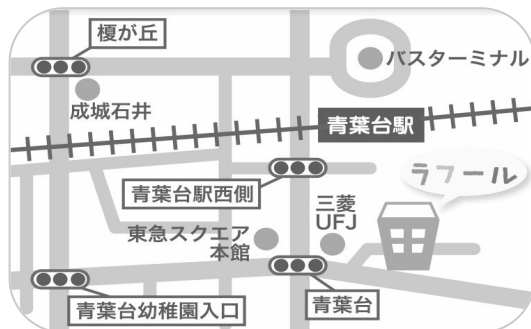 榎が丘
バスターミナル
成城石井
青葉台駅
青葉台駅西側
ラフール
三菱
UFJ
東急スクエア
本館
青葉台幼稚園入口
青葉台